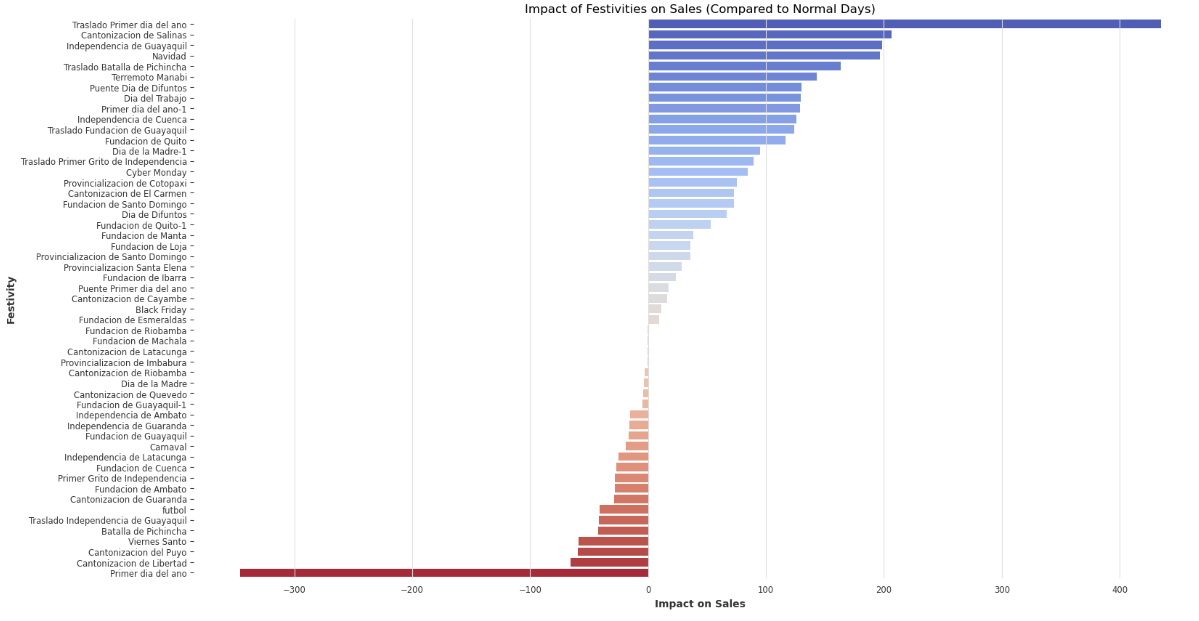 Impact of Festivities on Sales (Compared to Normal Days)
Traslado Primer dia del ano
Cantonizacion de Salinas
Independencia de Guayaquil
Navidad
Traslado Batalla de Pichincha
Terremoto Manabi
Puente Dia de Difuntos
Dia del Trabajo
Primer dia del ano-1
Independencia de Cuenca
Traslado Fundacion de Guayaquil
Fundacion de Quito
Dia de la Madre-1
Traslado Primer Grito de Independencia
Cyber Monday
Provincializacion de Cotopaxi
Cantonizacion de El Carmen
Fundacion de Santo Domingo
Dia de Difuntos
Fundacion de Quito-1
Fundacion de Manta
Fundacion de Loja
Provincializacion de Santo Domingo
Provincializacion Santa Elena
Fundacion de Ibarra
Puente Primer dia del ano
Cantonizacion de Cayambe
Black Friday
Fundacion de Esmeraldas
Fundacion de Riobamba
Fundacion de Machala
Cantonizacion de Latacunga
Provincializacion de Imbabura
Cantonizacion de Riobamba
Dia de la Madre
Cantonizacion de Quevedo
Fundacion de Guayaquil-1
Independencia de Ambato
Independencia de Guaranda
Fundacion de Guayaquil
Carnaval
Independencia de Latacunga
Fundacion de Cuenca
Primer Grito de Independencia
Fundacion de Ambato
Cantonizacion de Guaranda
futbol
Traslado Independencia de Guayaquil
Batalla de Pichincha
Viernes Santo
Cantonizacion del Puyo
Cantonizacion de Libertad
Primer dia del ano
Festivity
−300 −200 −100 0 100 200 300 400
Impact on Sales